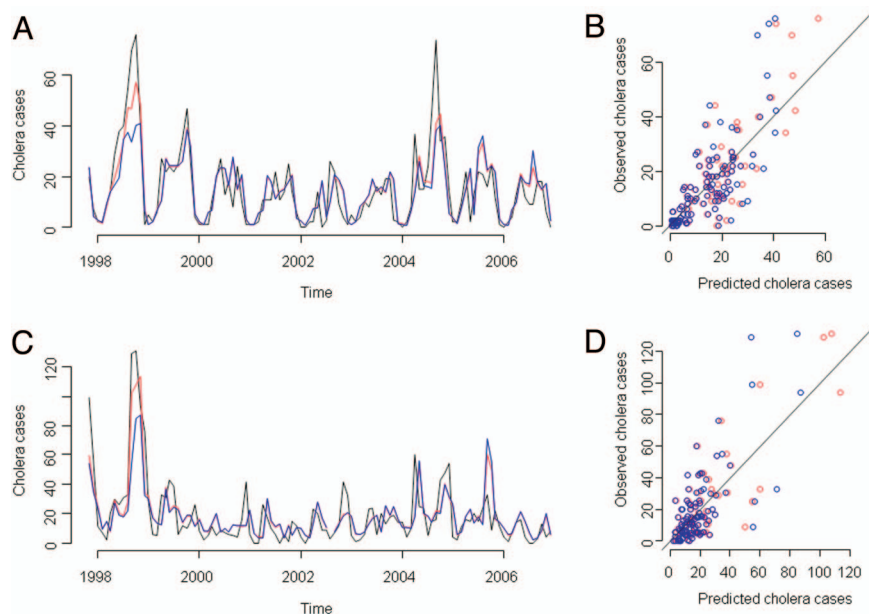 A
Cholera cases
0 20 40 60
1998 2000 2002 2004 2006
Time
B
Observed cholera cases
0 20 40 60
0 20 40 60
Predicted cholera cases
C
Cholera cases
0 20 40 60 80 120
1998 2000 2002 2004 2006
Time
D
Observed cholera cases
0 20 40 60 80 120
0 20 40 60 80 100 120
Predicted cholera cases